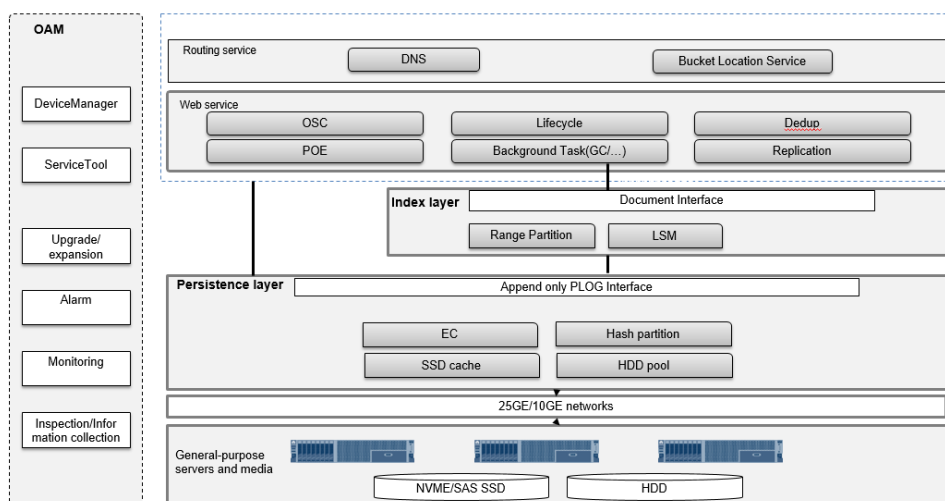 OAM
DeviceManager
ServiceTool
Upgrade/
expansion
Alarm
Monitoring
Inspection/Infor
mation collection
Routing service
DNS
Bucket Location Service
Web service
OSC
Lifecycle
Dedup
POE
Background Task(GC/...)
Replication
Index layer
Document Interface
Range Partition
LSM
Persistence layer
Append only PLOG Interface
EC
Hash partition
SSD cache
HDD pool
25GE/10GE networks
General-purpose
servers and media
NVME/SAS SSD
HDD